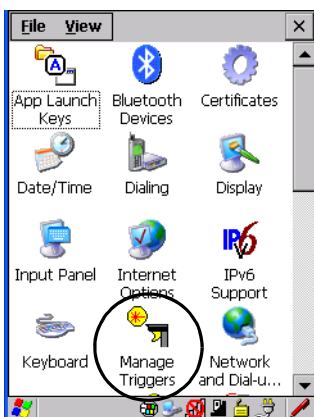 File View
App Launch Bluetooth Certificates
Keys Devices
Date/Time Dialing Display
IPv6
Input Panel Internet IPv6
Options Support
Keyboard Manage Network
Triggers and Dial-u...